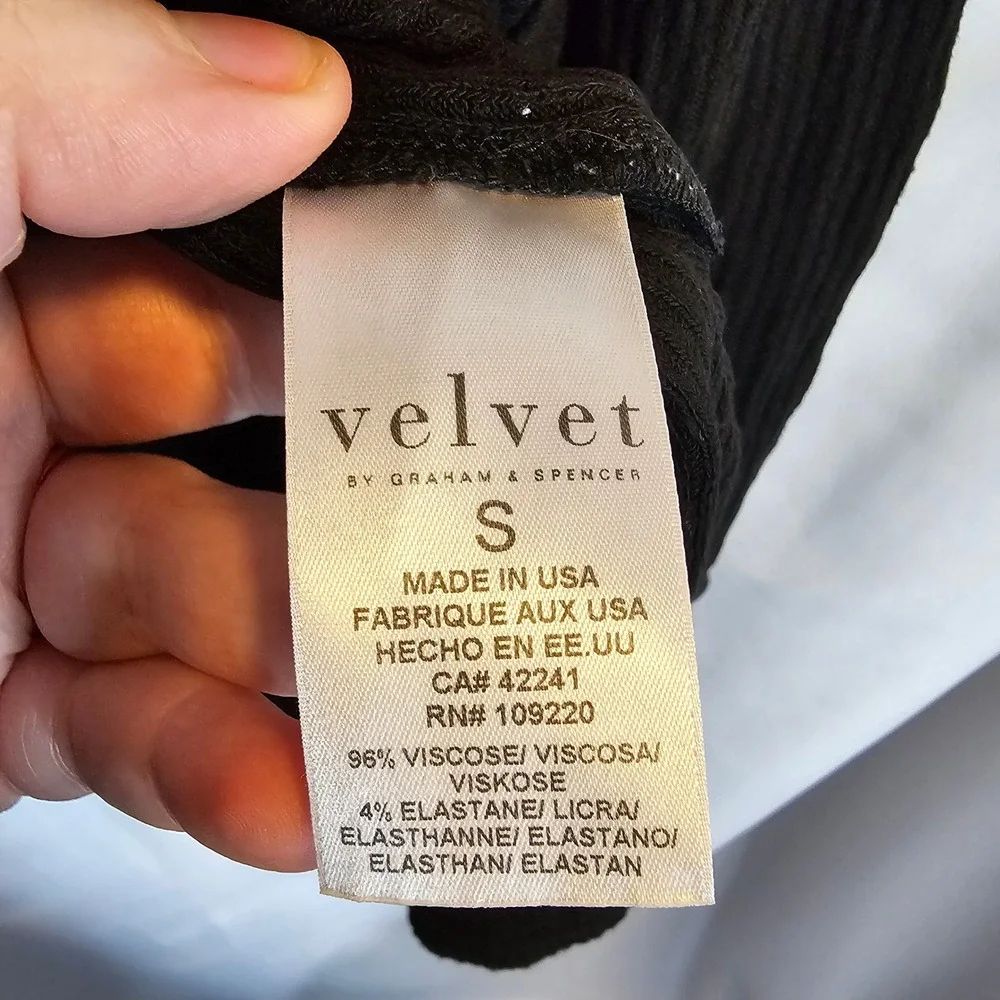 velvet
BY GRAHAM & SPENCER
S
MADE IN USA
FABRIQUE AUX USA
HECHO EN EE.UU
CA# 42241
RN# 109220
96% VISCOSE/ VISCOSA/
VISKOSE
4% ELASTANE/ LICRA/
ELASTHANNE/ ELASTANO/
ELASTHAN/ ELASTAN